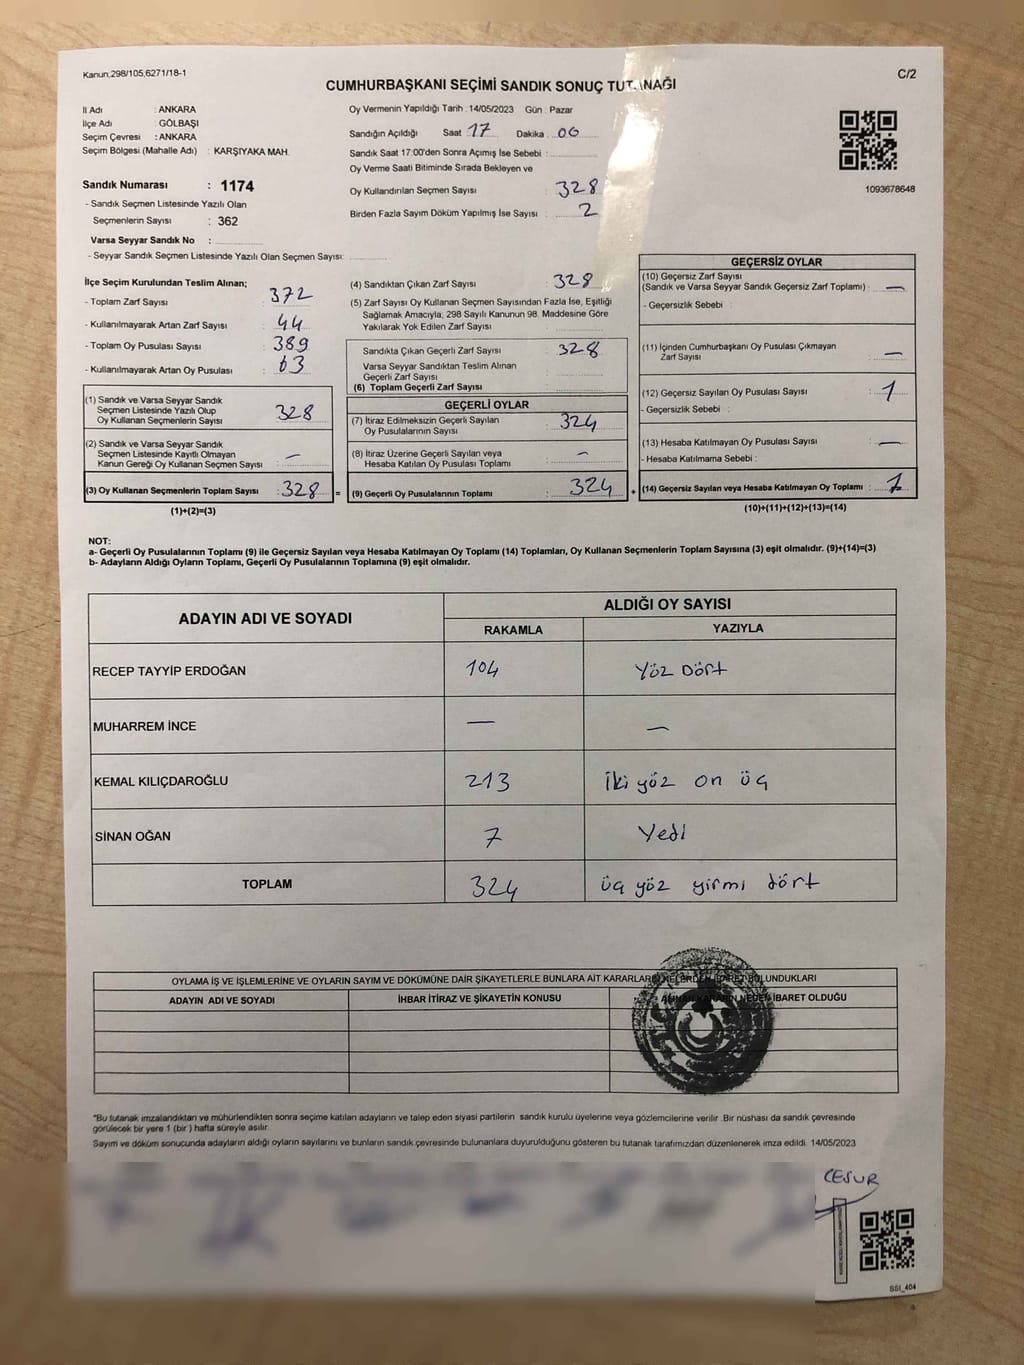 Kanun;298/105,6271/18-1
C/2
CUMHURBAŞKANI SEÇİMİ SANDIK SONUÇ TUTANAĞI
İl Adı : ANKARA
İlçe Adı : GÖLBAŞI
Seçim Çevresi : ANKARA
Seçim Bölgesi (Mahalle Adı) : KARŞIYAKA MAH.
Oy Vermenin Yapıldığı Tarih : 14/05/2023 Gün : Pazar
Sandığın Açıldığı Saat 17 Dakika : 06
Sandık Saat 17:00'den Sonra Açımış İse Sebebi :
Oy Verme Saati Bitiminde Sırada Bekleyen ve
Oy Kullandırılan Seçmen Sayısı : 328
Birden Fazla Sayım Döküm Yapılmış İse Sayısı : 2
1093678648
Sandık Numarası : 1174
- Sandık Seçmen Listesinde Yazılı Olan
Seçmenlerin Sayısı : 362
Varsa Seyyar Sandık No :
- Seyyar Sandık Seçmen Listesinde Yazılı Olan Seçmen Sayısı:
İlçe Seçim Kurulundan Teslim Alınan;
- Toplam Zarf Sayısı : 372
- Kullanılmayarak Artan Zarf Sayısı : 44
- Toplam Oy Pusulası Sayısı : 389
- Kullanılmayarak Artan Oy Pusulası : 63
(1) Sandık ve Varsa Seyyar Sandık
Seçmen Listesinde Yazılı Olup
Oy Kullanan Seçmenlerin Sayısı : 328
(2) Sandık ve Varsa Seyyar Sandık
Seçmen Listesinde Kayıtlı Olmayan
Kanun Gereği Oy Kullanan Seçmen Sayısı : —
(3) Oy Kullanan Seçmenlerin Toplam Sayısı : 328 =
(1)+(2)=(3)
(4) Sandıktan Çıkan Zarf Sayısı : 328
(5) Zarf Sayısı Oy Kullanan Seçmen Sayısından Fazla İse, Eşitliği
Sağlamak Amacıyla; 298 Sayılı Kanunun 98. Maddesine Göre
Yakılarak Yok Edilen Zarf Sayısı :
Sandıkta Çıkan Geçerli Zarf Sayısı : 328
Varsa Seyyar Sandıktan Teslim Alınan
Geçerli Zarf Sayısı :
(6) Toplam Geçerli Zarf Sayısı :
GEÇERLİ OYLAR
(7) İtiraz Edilmeksizin Geçerli Sayılan
Oy Pusulalarının Sayısı : 324
(8) İtiraz Üzerine Geçerli Sayılan veya
Hesaba Katılan Oy Pusulası Toplamı : —
(9) Geçerli Oy Pusulalarının Toplamı : 324 +
GEÇERSİZ OYLAR
(10) Geçersiz Zarf Sayısı
(Sandık ve Varsa Seyyar Sandık Geçersiz Zarf Toplamı) : —
- Geçersizlik Sebebi :
(11) İçinden Cumhurbaşkanı Oy Pusulası Çıkmayan
Zarf Sayısı : —
(12) Geçersiz Sayılan Oy Pusulası Sayısı : 1
- Geçersizlik Sebebi :
(13) Hesaba Katılmayan Oy Pusulası Sayısı : —
- Hesaba Katılmama Sebebi :
(14) Geçersiz Sayılan veya Hesaba Katılmayan Oy Toplamı : 1
(10)+(11)+(12)+(13)=(14)
NOT:
a- Geçerli Oy Pusulalarının Toplamı (9) ile Geçersiz Sayılan veya Hesaba Katılmayan Oy Toplamı (14) Toplamları, Oy Kullanan Seçmenlerin Toplam Sayısına (3) eşit olmalıdır. (9)+(14)=(3)
b- Adayların Aldığı Oyların Toplamı, Geçerli Oy Pusulalarının Toplamına (9) eşit olmalıdır.
ADAYIN ADI VE SOYADI ALDIĞI OY SAYISI
RAKAMLA YAZIYLA
RECEP TAYYİP ERDOĞAN 104 Yöz Dört
MUHARREM İNCE — —
KEMAL KILIÇDAROĞLU 213 İki yöz on üç
SİNAN OĞAN 7 Yedi
TOPLAM 324 üç yöz yirmi dört
OYLAMA İŞ VE İŞLEMLERİNE VE OYLARIN SAYIM VE DÖKÜMÜNE DAİR ŞİKAYETLERLE BUNLARA AİT KARARLARIN NELERDEN İBARET BULUNDUKLARI
ADAYIN ADI VE SOYADI İHBAR İTİRAZ VE ŞİKAYETİN KONUSU ALINAN KARARIN NEDEN İBARET OLDUĞU
*Bu tutanak imzalandıktan ve mühürlendikten sonra seçime katılan adayların ve talep eden siyasi partilerin sandık kurulu üyelerine veya gözlemcilerine verilir .Bir nüshası da sandık çevresinde
görülecek bir yere 1 (bir ) hafta süreyle asılır.
Sayım ve döküm sonucunda adayların aldığı oyların sayılarını ve bunların sandık çevresinde bulunanlara duyurulduğunu gösteren bu tutanak tarafımızdan düzenlenerek imza edildi. 14/05/2023
CESUR
SSI_404